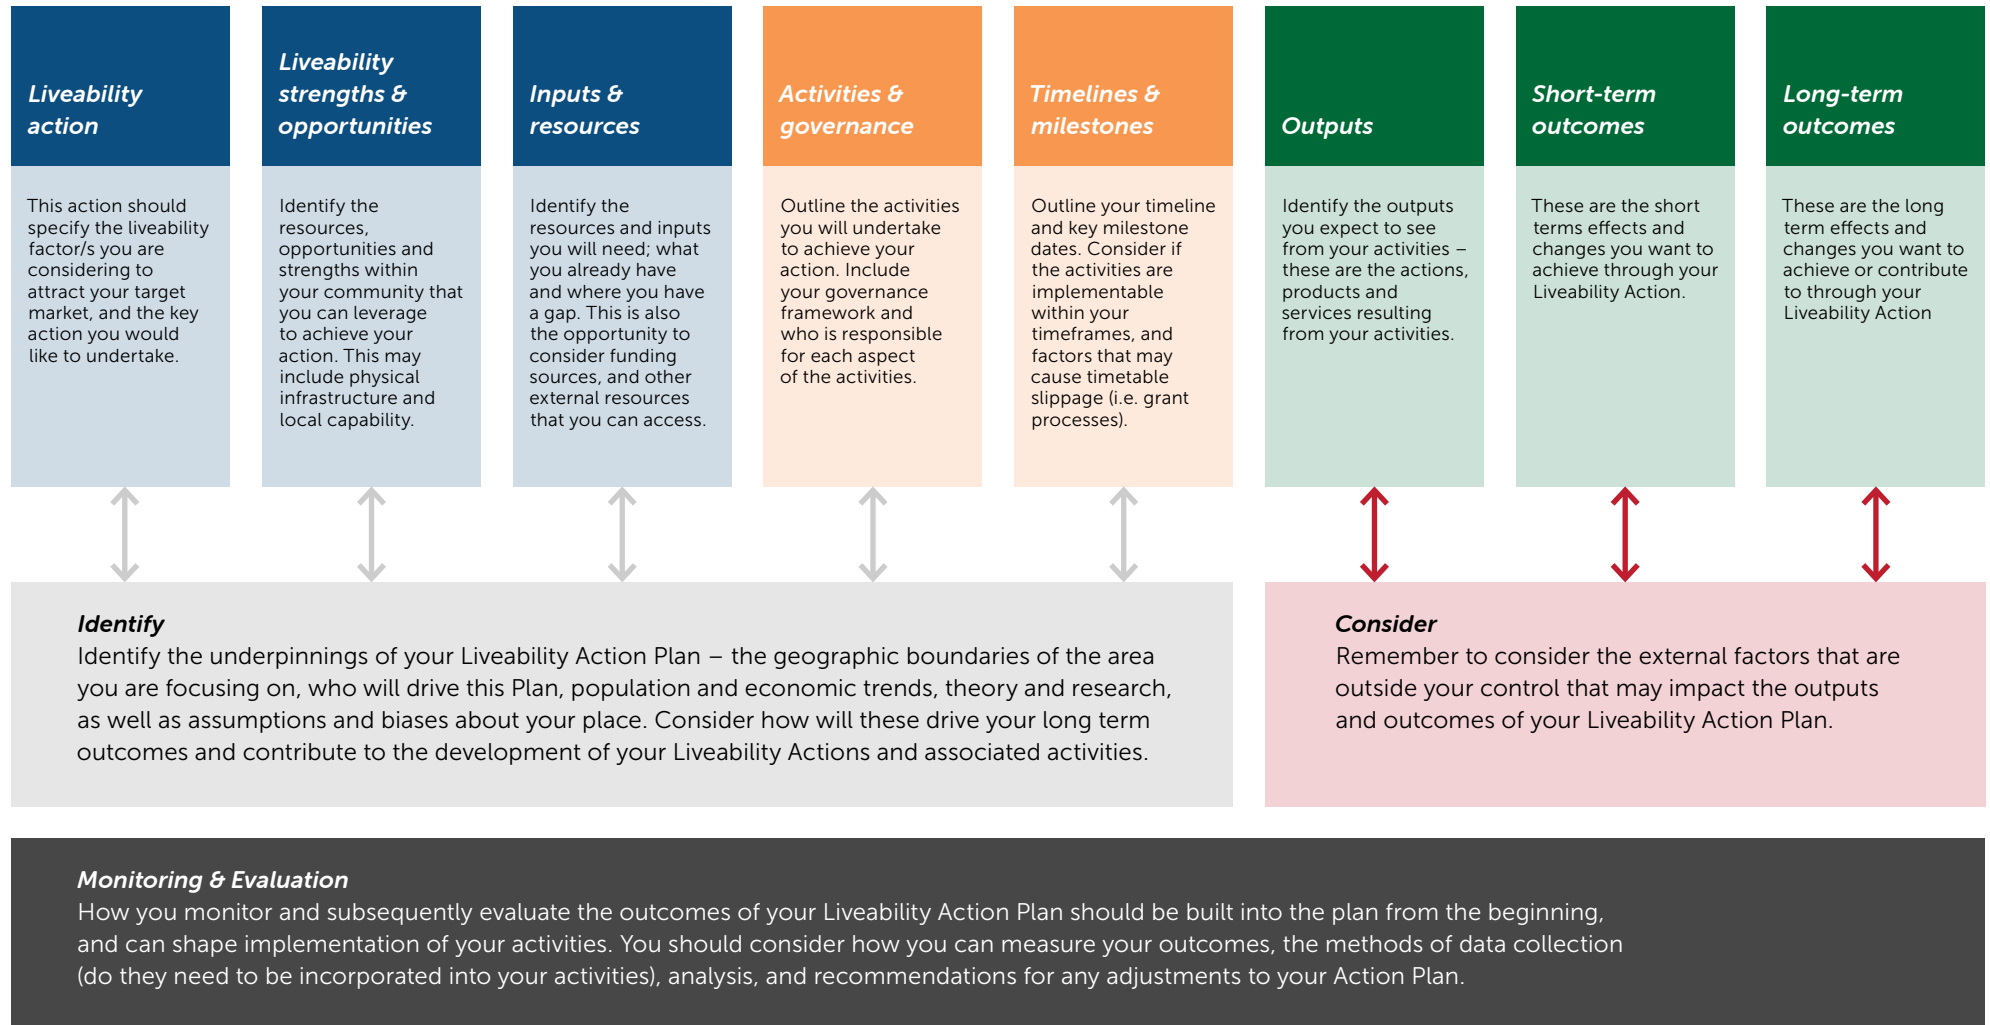 Liveability
action
This action should
specify the liveability
factor/s you are
considering to
attract your target
market, and the key
action you would
like to undertake.
Liveability
strengths &
opportunities
Identify the
resources,
opportunities and
strengths within
your community that
you can leverage
to achieve your
action. This may
include physical
infrastructure and
local capability.
Inputs &
resources
Identify the
resources and inputs
you will need; what
you already have
and where you have
a gap. This is also
the opportunity to
consider funding
sources, and other
external resources
that you can access.
Activities &
governance
Outline the activities
you will undertake
to achieve your
action. Include
your governance
framework and
who is responsible
for each aspect
of the activities.
Timelines &
milestones
Outline your timeline
and key milestone
dates. Consider if
the activities are
implementable
within your
timeframes, and
factors that may
cause timetable
slippage (i.e. grant
processes).
Outputs
Identify the outputs
you expect to see
from your activities –
these are the actions,
products and
services resulting
from your activities.
Short-term
outcomes
These are the short
terms effects and
changes you want to
achieve through your
Liveability Action.
Long-term
outcomes
These are the long
term effects and
changes you want to
achieve or contribute
to through your
Liveability Action
Identify
Identify the underpinnings of your Liveability Action Plan – the geographic boundaries of the area
you are focusing on, who will drive this Plan, population and economic trends, theory and research,
as well as assumptions and biases about your place. Consider how will these drive your long term
outcomes and contribute to the development of your Liveability Actions and associated activities.
Consider
Remember to consider the external factors that are
outside your control that may impact the outputs
and outcomes of your Liveability Action Plan.
Monitoring & Evaluation
How you monitor and subsequently evaluate the outcomes of your Liveability Action Plan should be built into the plan from the beginning,
and can shape implementation of your activities. You should consider how you can measure your outcomes, the methods of data collection
(do they need to be incorporated into your activities), analysis, and recommendations for any adjustments to your Action Plan.